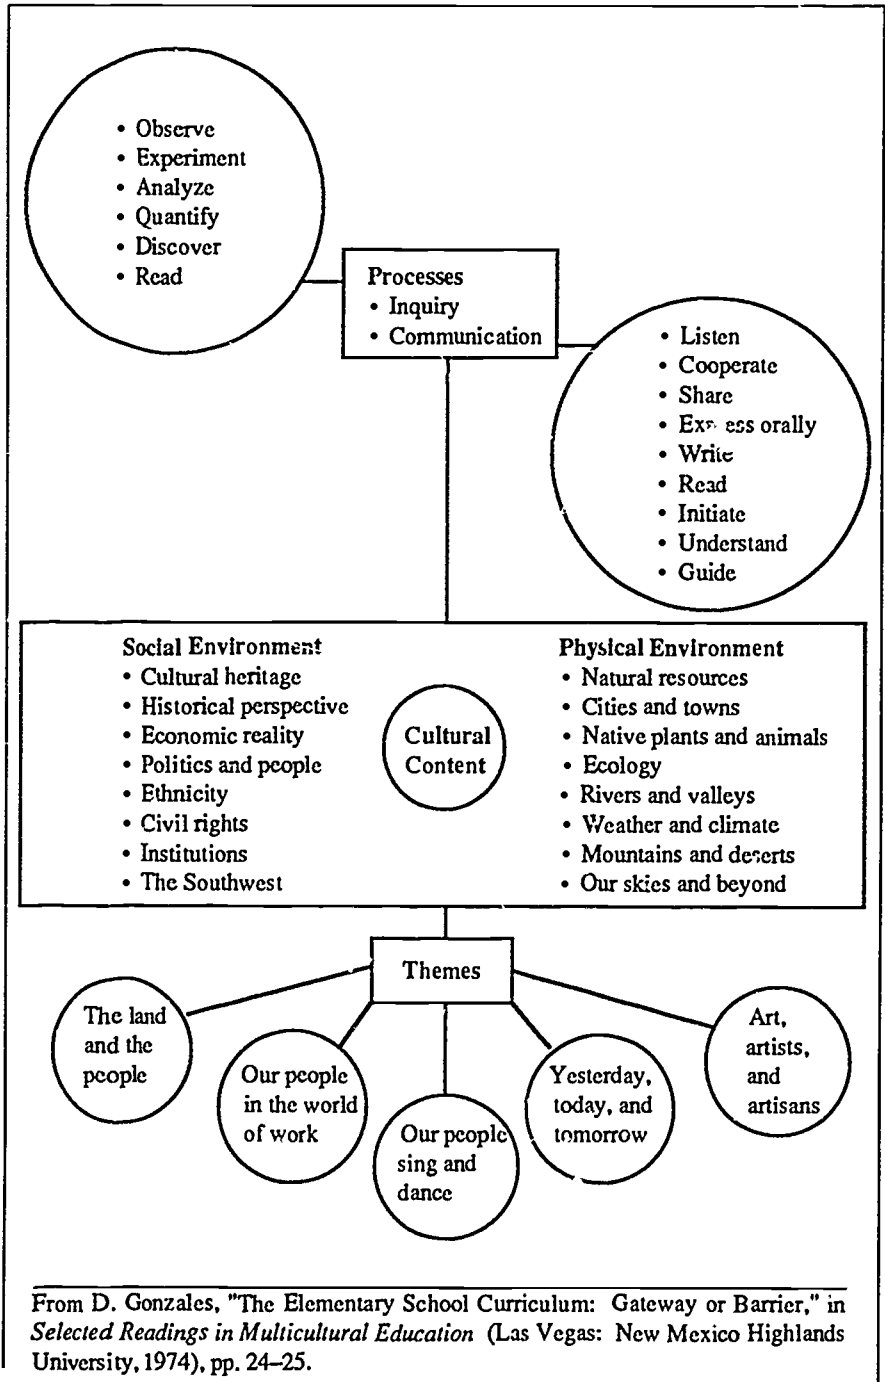 • Observe
• Experiment
• Analyze
• Quantify
• Discover
• Read
Processes
• Inquiry
• Communication
• Listen
• Cooperate
• Share
• Express orally
• Write
• Read
• Initiate
• Understand
• Guide
Social Environment
• Cultural heritage
• Historical perspective
• Economic reality
• Politics and people
• Ethnicity
• Civil rights
• Institutions
• The Southwest
Cultural
Content
Physical Environment
• Natural resources
• Cities and towns
• Native plants and animals
• Ecology
• Rivers and valleys
• Weather and climate
• Mountains and deserts
• Our skies and beyond
Themes
The land
and the
people
Our people
in the world
of work
Our people
sing and
dance
Yesterday,
today, and
tomorrow
Art,
artists,
and
artisans
From D. Gonzales, "The Elementary School Curriculum: Gateway or Barrier," in
Selected Readings in Multicultural Education (Las Vegas: New Mexico Highlands
University, 1974), pp. 24–25.